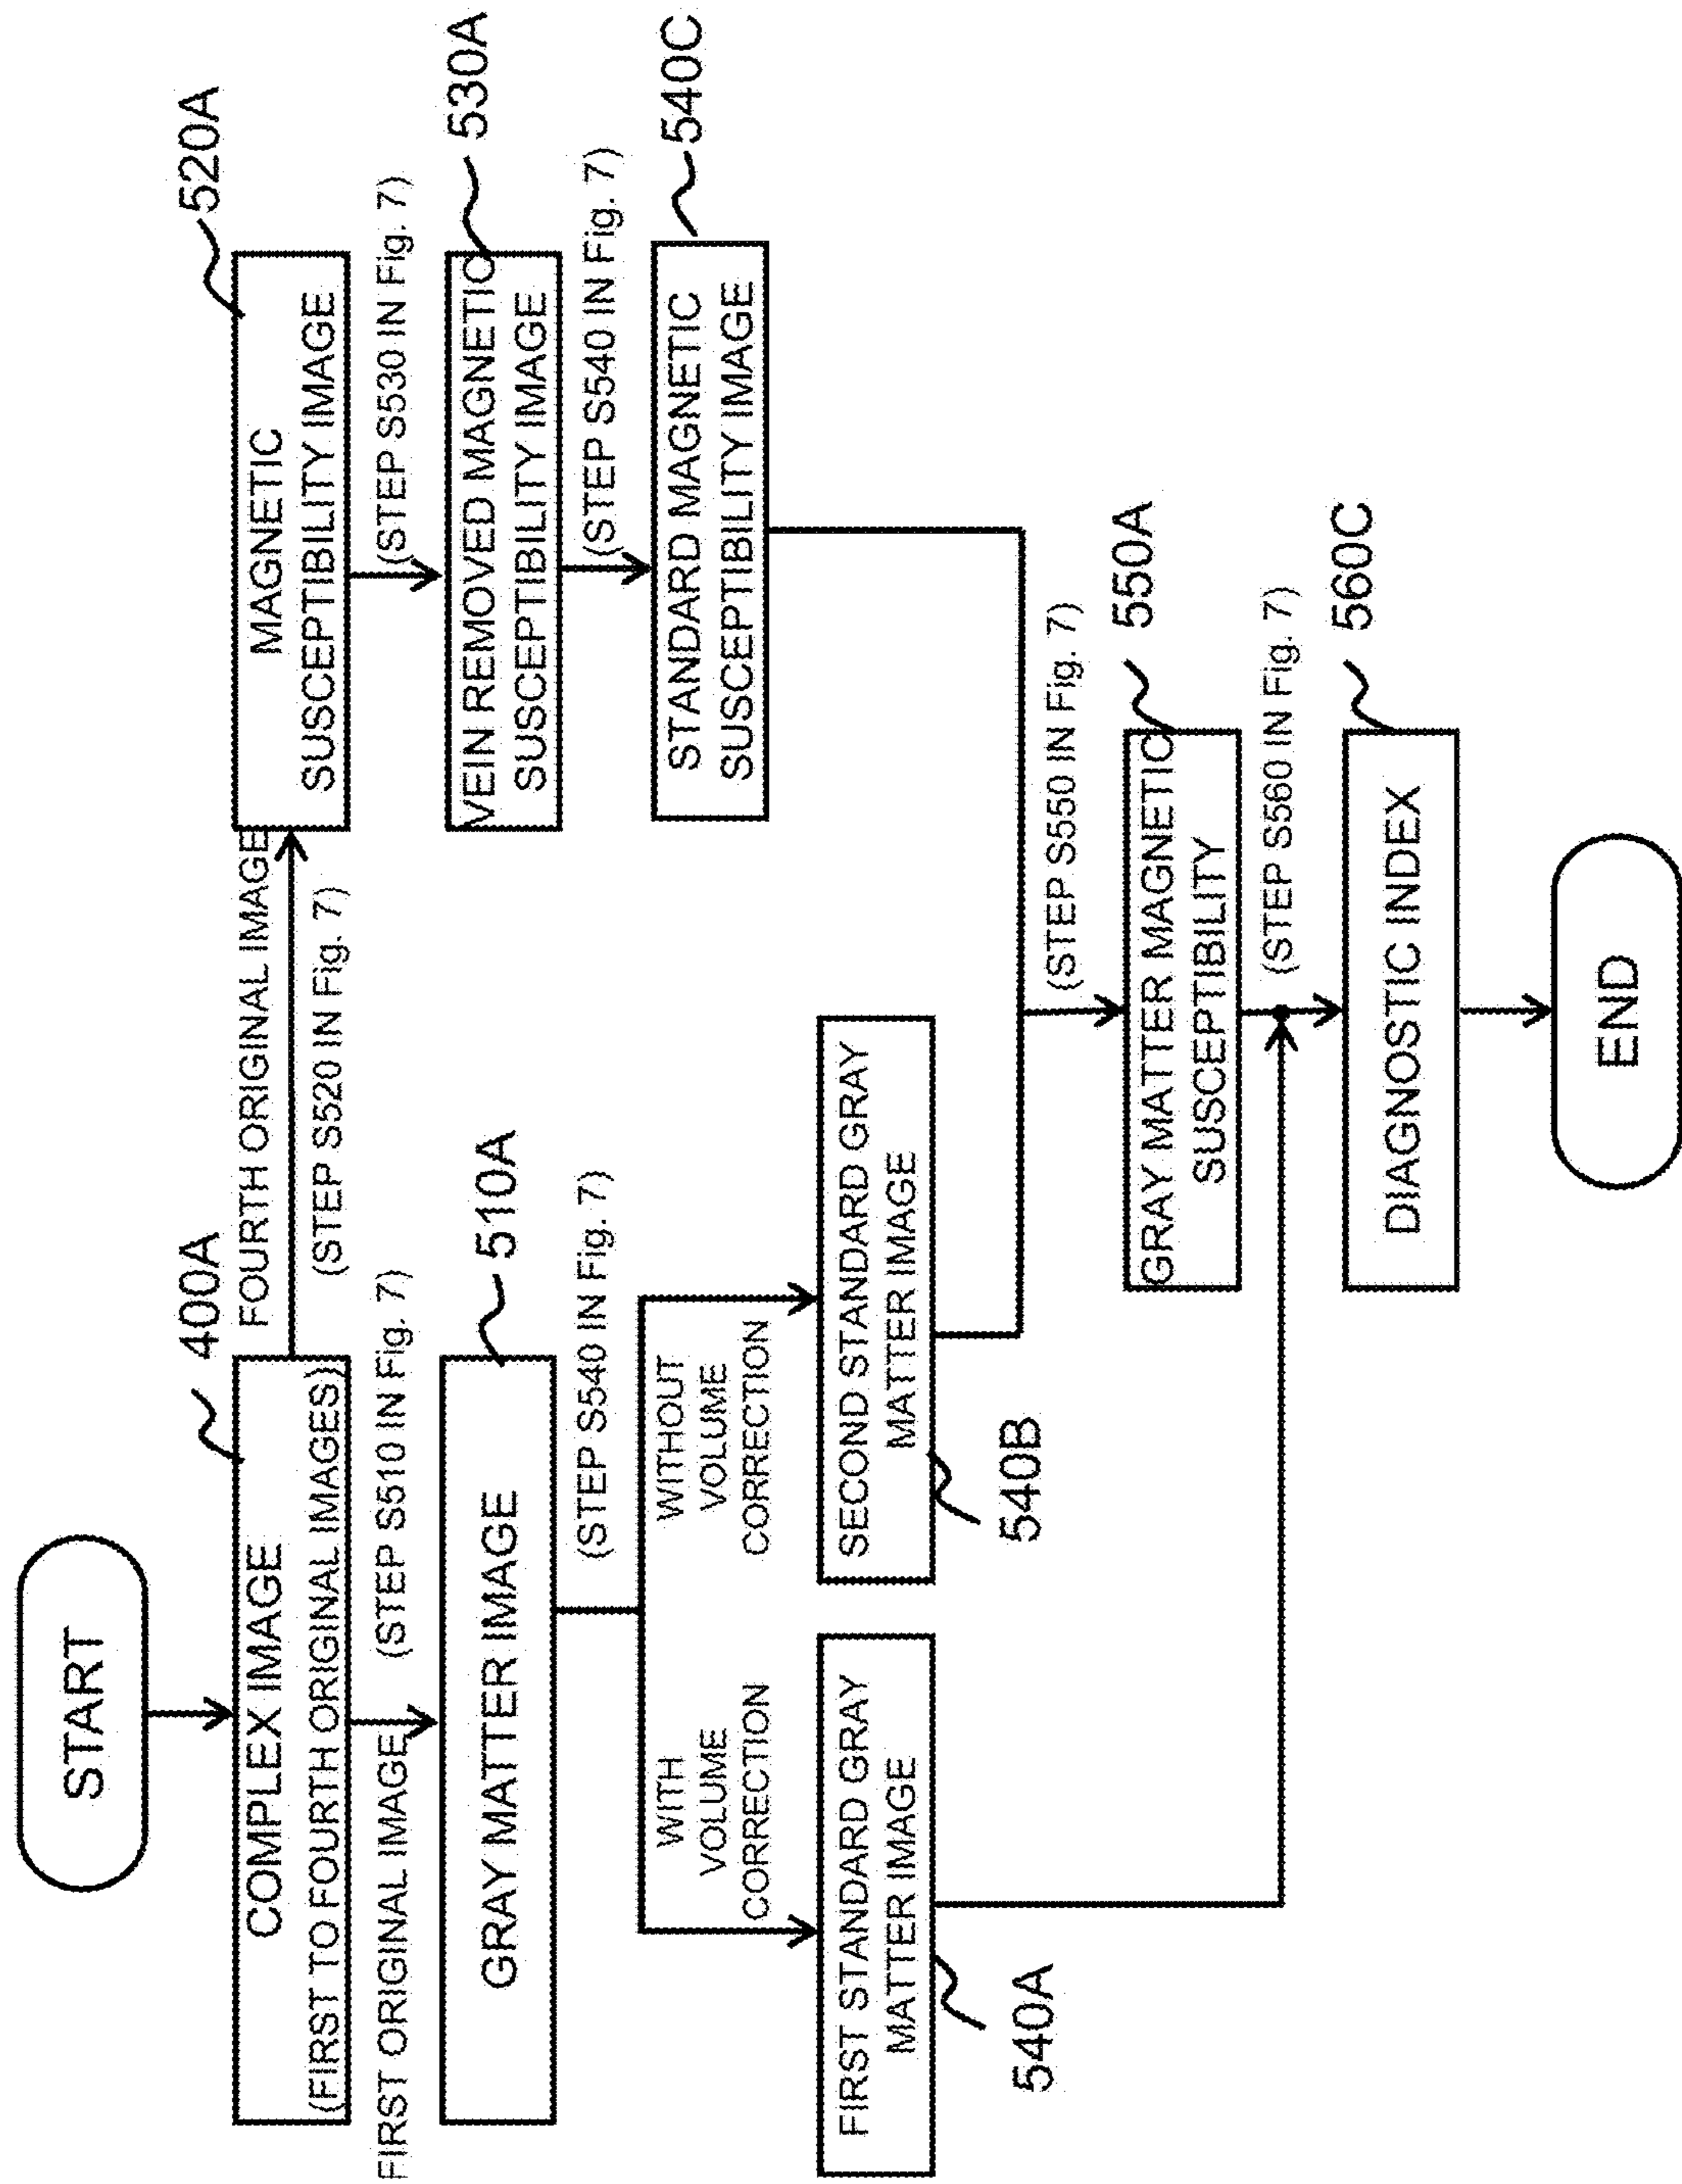 START
400A
COMPLEX IMAGE
(FIRST TO FOURTH ORIGINAL IMAGES)
FOURTH ORIGINAL IMAGE
(STEP S520 IN Fig. 7)
520A
MAGNETIC
SUSCEPTIBILITY IMAGE
FIRST ORIGINAL IMAGE
(STEP S510 IN Fig. 7)
(STEP S530 IN Fig. 7)
510A
GRAY MATTER IMAGE
530A
VEIN REMOVED MAGNETIC
SUSCEPTIBILITY IMAGE
(STEP S540 IN Fig. 7)
(STEP S540 IN Fig. 7)
WITH
VOLUME
CORRECTION
WITHOUT
VOLUME
CORRECTION
540C
STANDARD MAGNETIC
SUSCEPTIBILITY IMAGE
FIRST STANDARD GRAY
MATTER IMAGE
540A
SECOND STANDARD GRAY
MATTER IMAGE
540B
(STEP S550 IN Fig. 7)
550A
GRAY MATTER MAGNETIC
SUSCEPTIBILITY
(STEP S560 IN Fig. 7)
560C
DIAGNOSTIC INDEX
END